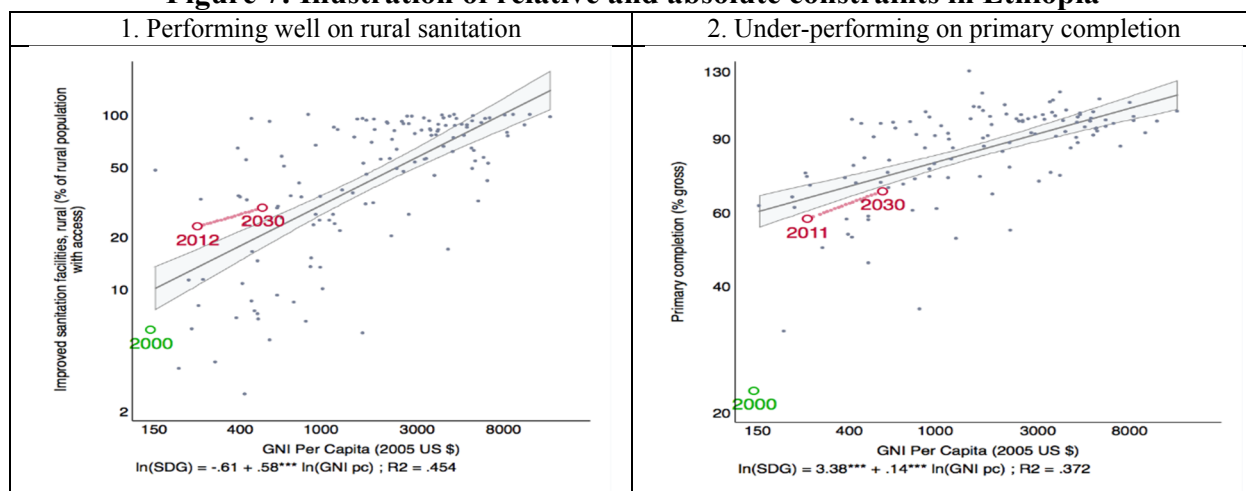 Figure 7: Illustration of relative and absolute constraints in Ethiopia
1. Performing well on rural sanitation
2. Under-performing on primary completion
Improved sanitation facilities, rural (% of rural population
with access)
100
50
20
10
2
2012
2030
2000
150
400
1000
3000
8000
GNI Per Capita (2005 US $)
ln(SDG) = -.61 + .58*** ln(GNI pc) ; R2 = .454
Primary completion (% gross)
130
90
60
40
20
2011
2030
2000
150
400
1000
3000
8000
GNI Per Capita (2005 US $)
ln(SDG) = 3.38*** + .14*** ln(GNI pc) ; R2 = .372